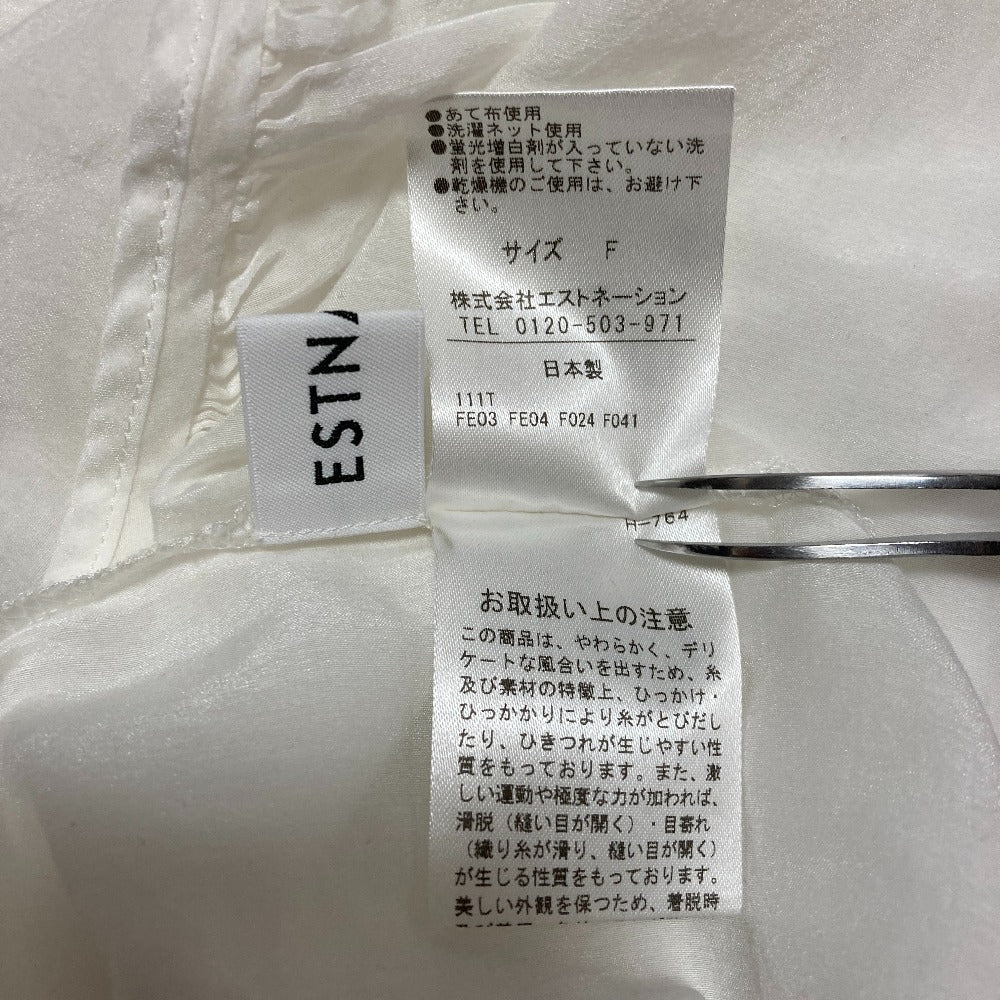 ●あて布使用
●洗濯ネット使用
●蛍光増白剤が入っていない洗
剤を使用して下さい。
●乾燥機のご使用は、お避け下
さい。
サイズ F
株式会社エストネーション
TEL 0120-503-971
日本製
111T
FE03 FE04 F024 F041
ESTN
H-764
お取扱い上の注意
この商品は、やわらかく、デリ
ケートな風合いを出すため、糸
及び素材の特徴上、ひっかけ・
ひっかかりにより糸がとびだし
たり、ひきつれが生じやすい性
質をもっております。また、激
しい運動や極度な力が加われば、
滑脱（縫い目が開く）・目寄れ
（織り糸が滑り、縫い目が開く）
が生じる性質をもっております。
美しい外観を保つため、着脱時